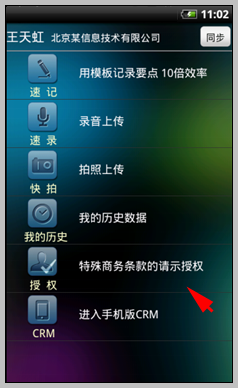 11:02
王天虹 北京某信息技术有限公司 同步
用模板记录要点 10倍效率
速 记
录音上传
速 录
拍照上传
快 拍
我的历史数据
我的历史
特殊商务条款的请示授权
授 权
进入手机版CRM
CRM